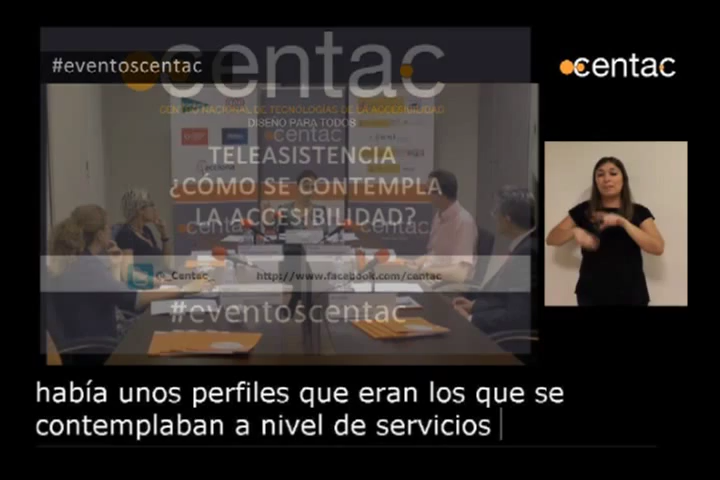 #eventoscentac
centac
centac
CENTRO NACIONAL DE TECNOLOGÍAS DE LA ACCESIBILIDAD
DISEÑO PARA TODOS
centac
TELEASISTENCIA
¿CÓMO SE CONTEMPLA
LA ACCESIBILIDAD?
@_Centac_
http://www.facebook.com/centac
#eventoscentac
había unos perfiles que eran los que se
contemplaban a nivel de servicios